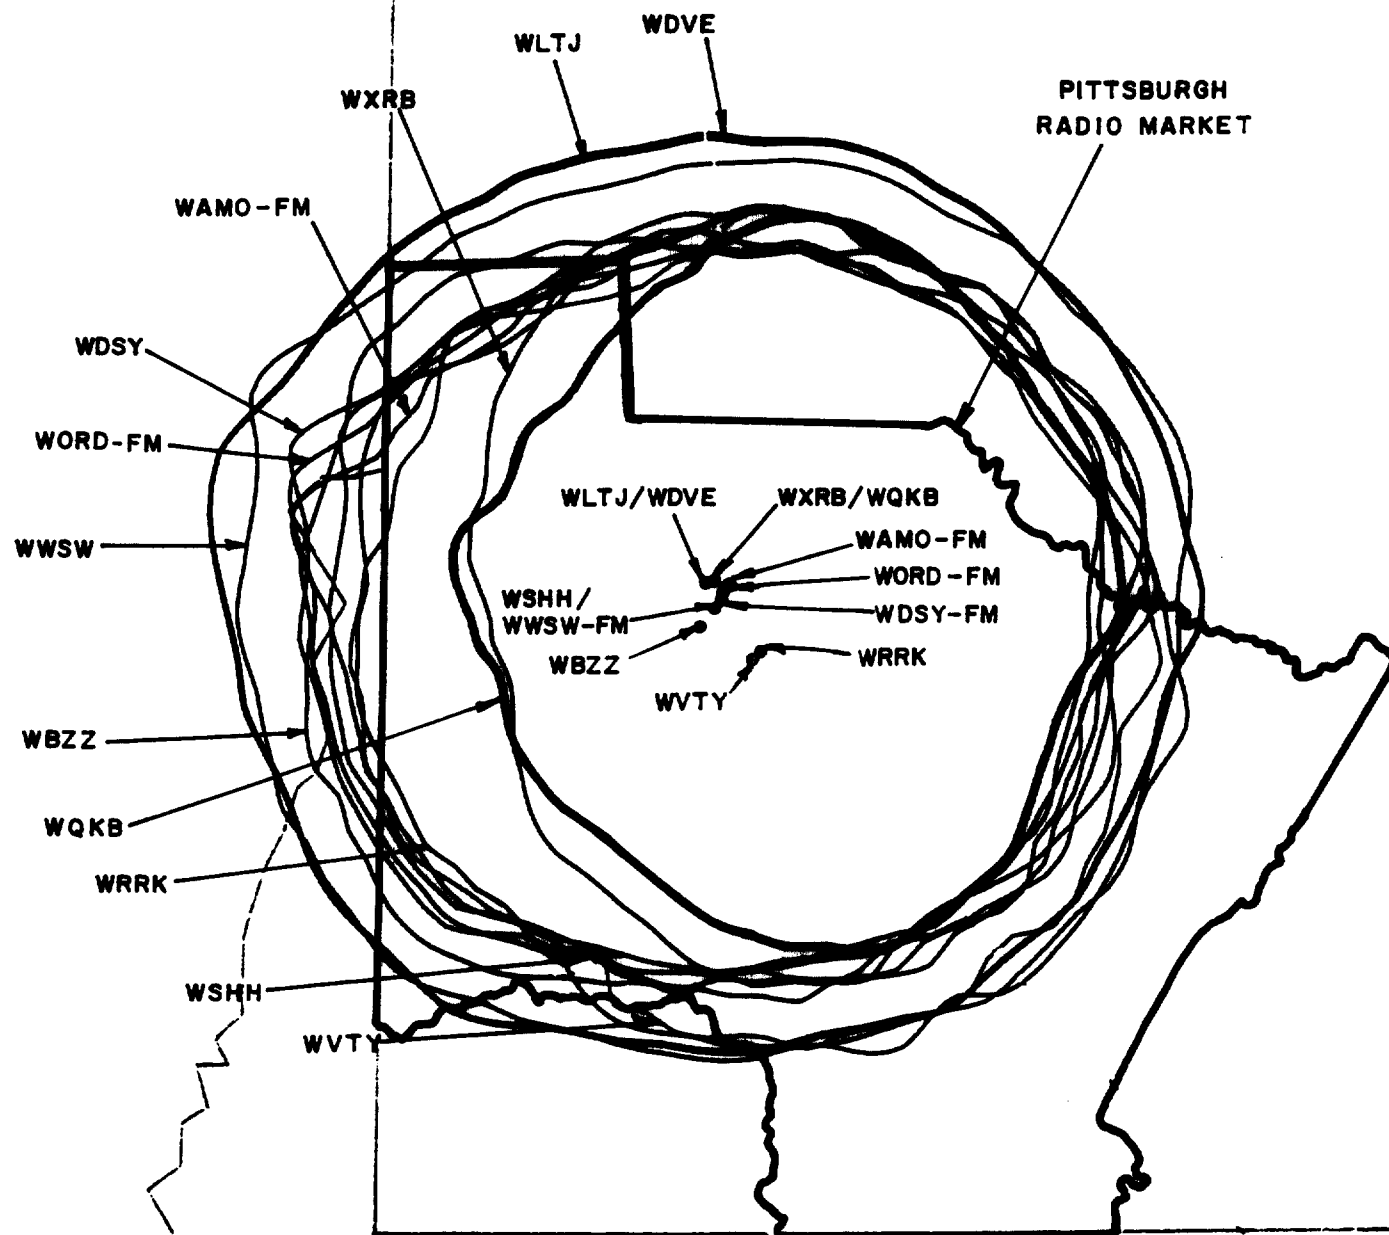 WDVE
WLTJ
WXRB
PITTSBURGH
RADIO MARKET
WAMO-FM
WDSY
WORD-FM
WLTJ/WDVE
WXRB/WQKB
WAMO-FM
WWSW
WORD-FM
WSHH/
WWSW-FM
WDSY-FM
WBZZ
WRRK
WVTY
WBZZ
WQKB
WRRK
WSHH
WVTY